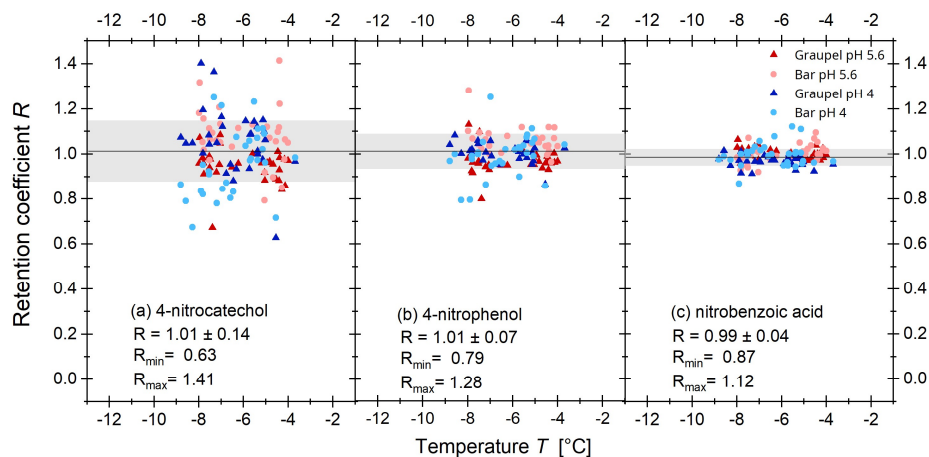 -12 -10 -8 -6 -4 -2 -12 -10 -8 -6 -4 -2 -12 -10 -8 -6 -4 -2
1.4
1.2
1.0
0.8
0.6
0.4
0.2
0.0
Retention coefficient R
(a) 4-nitrocatechol
R = 1.01 ± 0.14
Rmin= 0.63
Rmax= 1.41
(b) 4-nitrophenol
R = 1.01 ± 0.07
Rmin= 0.79
Rmax= 1.28
Graupel pH 5.6
Bar pH 5.6
Graupel pH 4
Bar pH 4
(c) nitrobenzoic acid
R = 0.99 ± 0.04
Rmin= 0.87
Rmax= 1.12
1.4
1.2
1.0
0.8
0.6
0.4
0.2
0.0
-12 -10 -8 -6 -4 -2 -12 -10 -8 -6 -4 -2 -12 -10 -8 -6 -4 -2
Temperature T [°C]